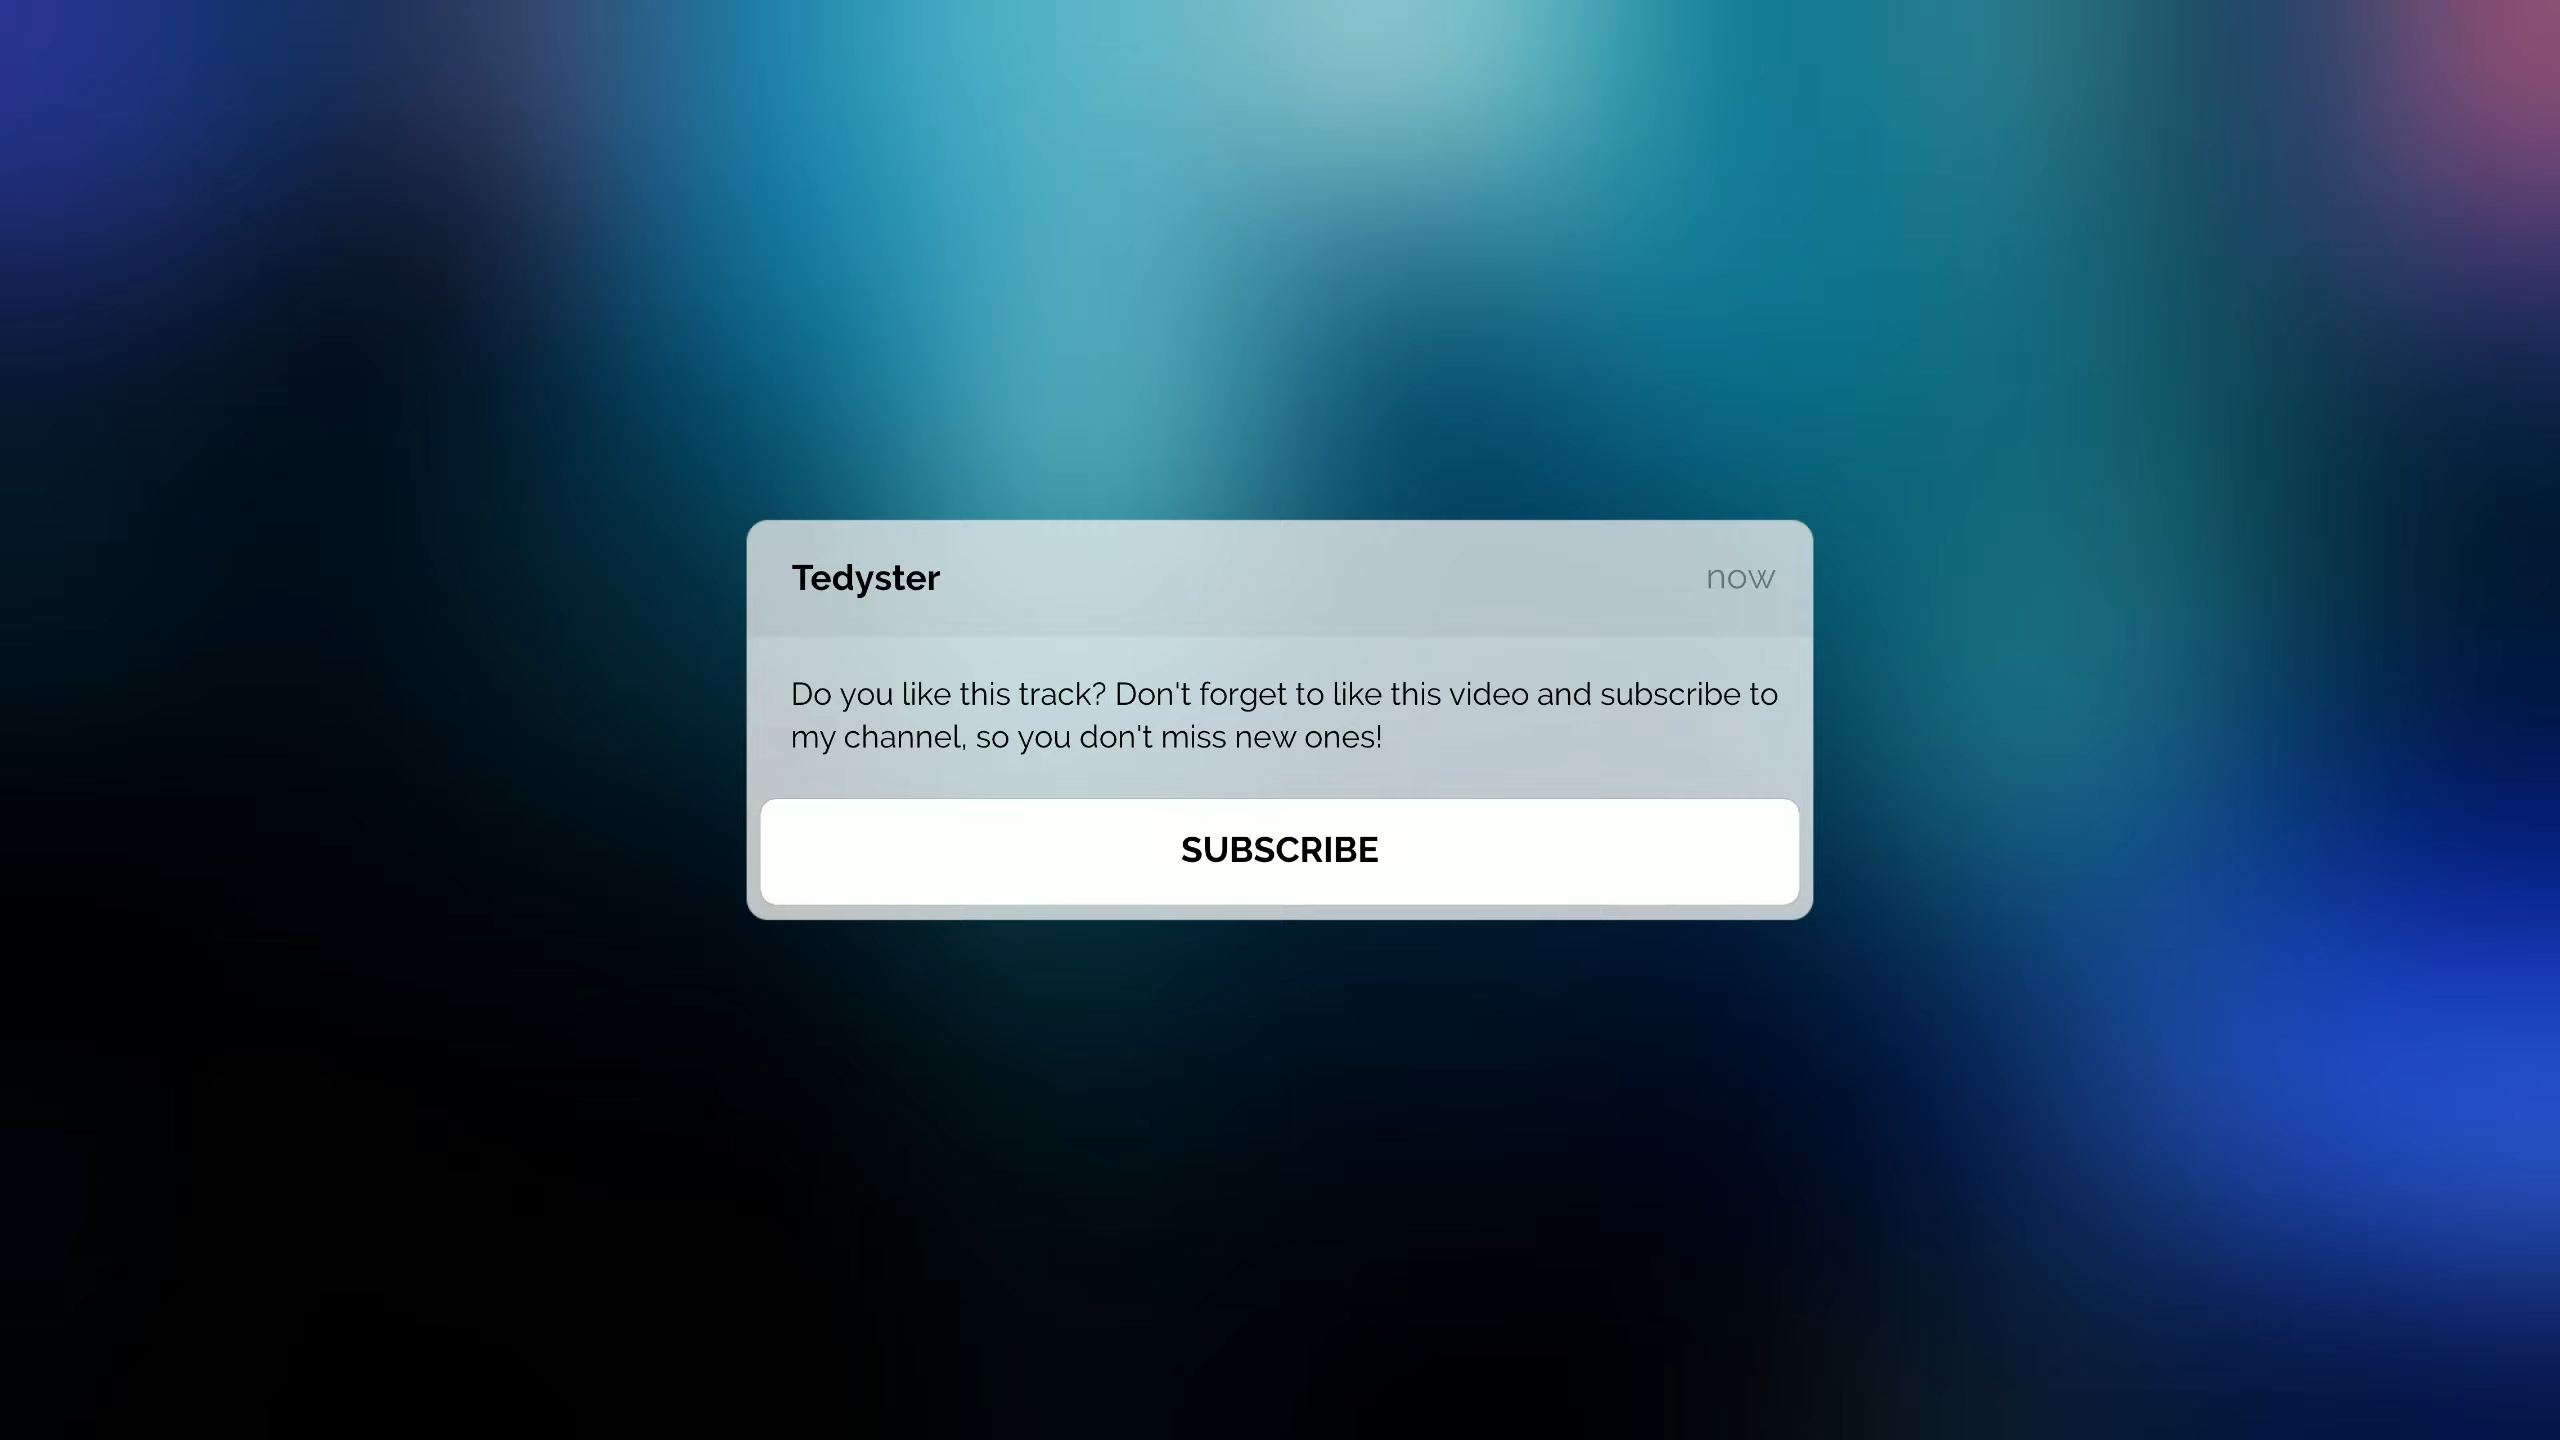 Tedyster
now
Do you like this track? Don't forget to like this video and subscribe to
my channel, so you don't miss new ones!
SUBSCRIBE